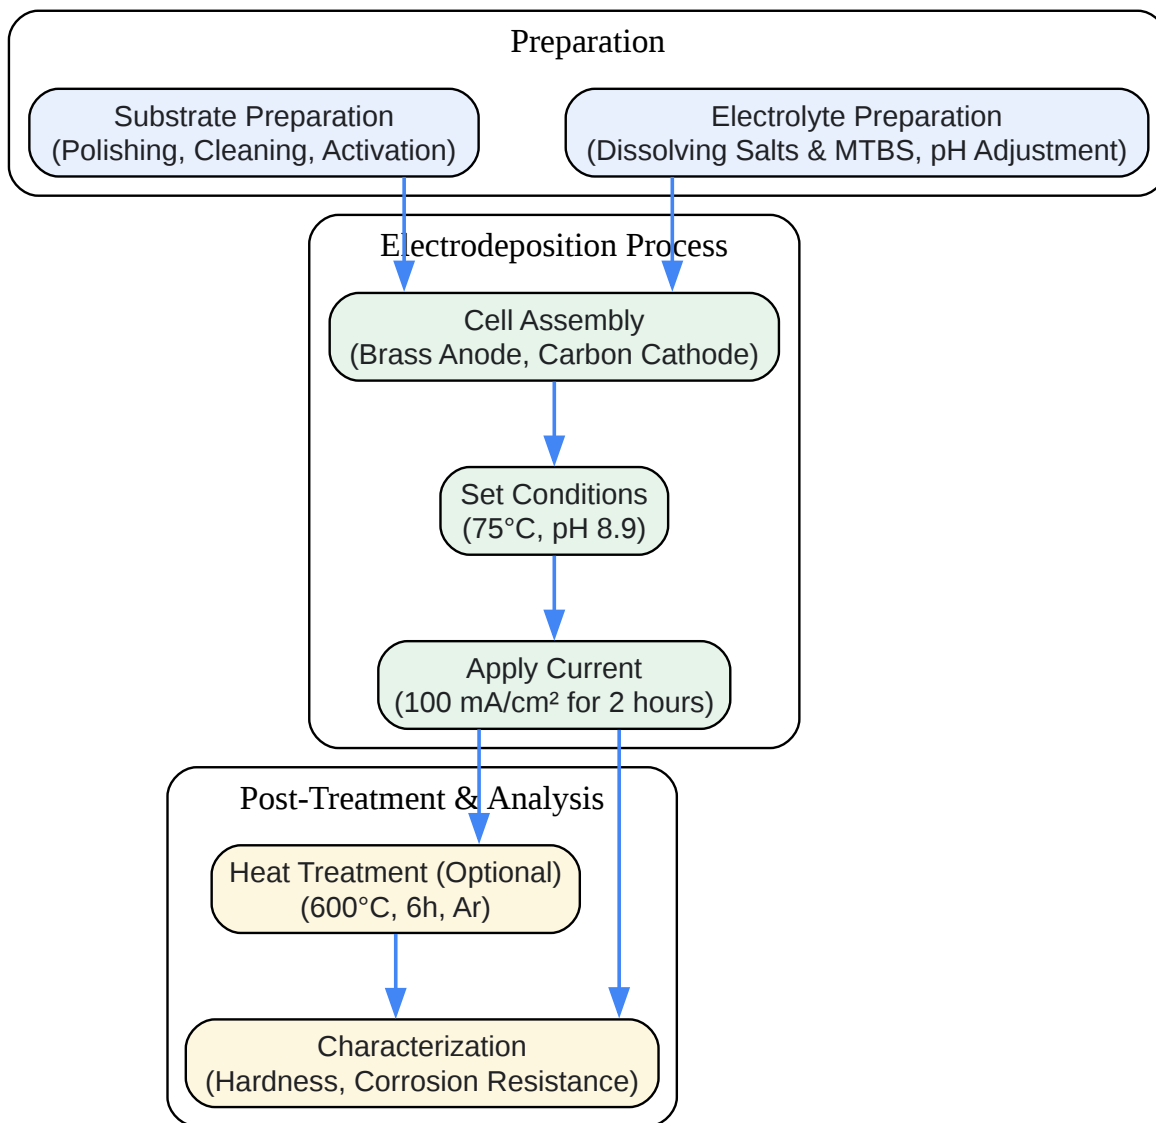 Preparation
Substrate Preparation
(Polishing, Cleaning, Activation)
Electrolyte Preparation
(Dissolving Salts & MTBS, pH Adjustment)
Electrodeposition Process
Cell Assembly
(Brass Anode, Carbon Cathode)
Set Conditions
(75°C, pH 8.9)
Apply Current
(100 mA/cm² for 2 hours)
Post-Treatment & Analysis
Heat Treatment (Optional)
(600°C, 6h, Ar)
Characterization
(Hardness, Corrosion Resistance)